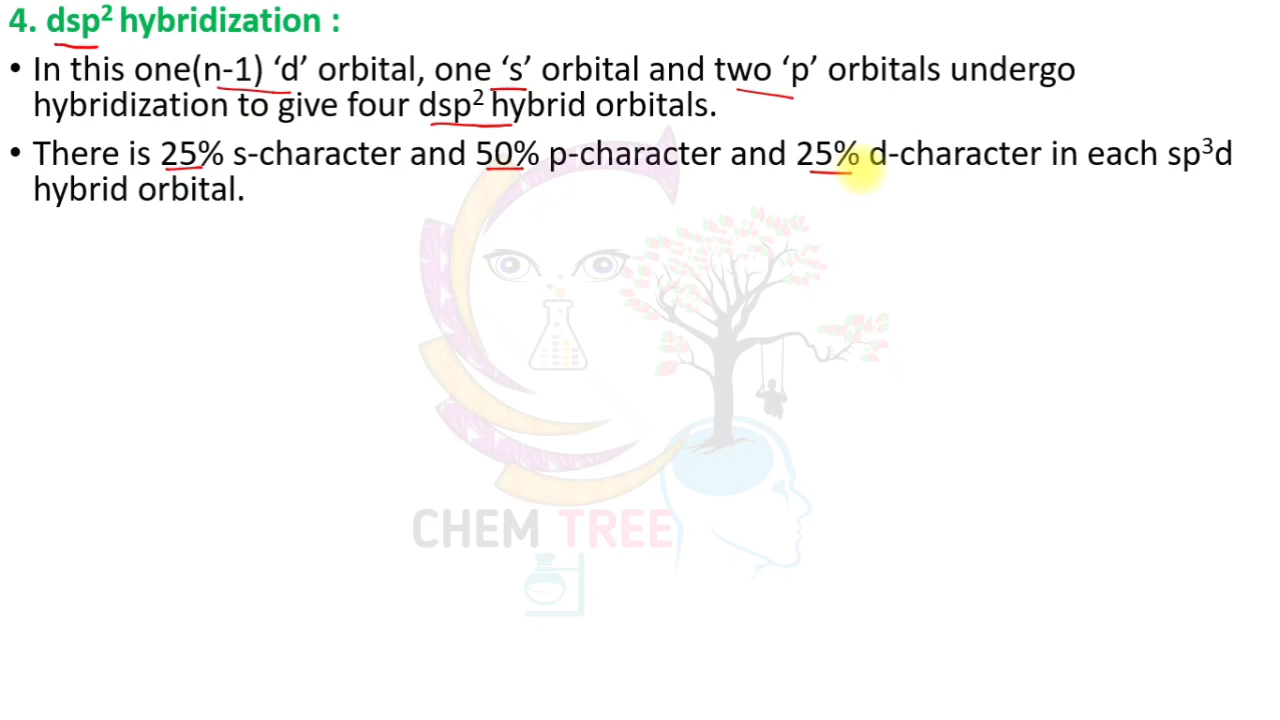 4. dsp² hybridization :
• In this one(n-1) ‘d’ orbital, one ‘s’ orbital and two ‘p’ orbitals undergo
hybridization to give four dsp² hybrid orbitals.
• There is 25% s-character and 50% p-character and 25% d-character in each sp³d
hybrid orbital.
CHEM TREE